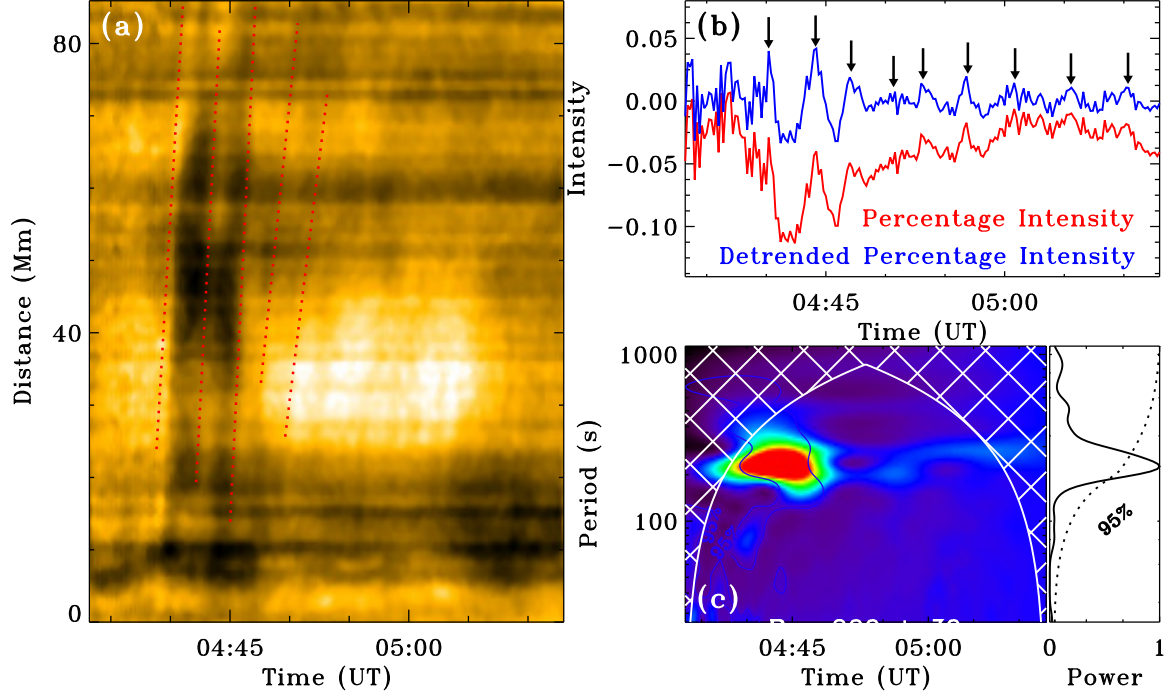 (a)
80
40
0
Distance (Mm)
04:45 05:00
Time (UT)
(b)
0.05
0.00
−0.05
−0.10
Intensity
Percentage Intensity
Detrended Percentage Intensity
04:45 05:00
Time (UT)
1000
100
Period (s)
(c)
04:45 05:00
Time (UT)
95%
0 1
Power